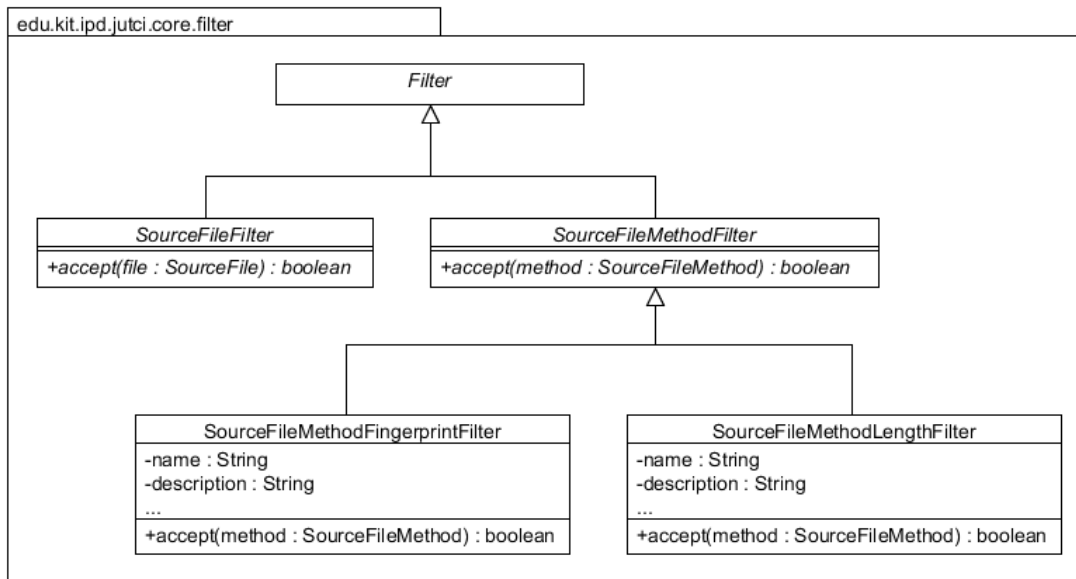 edu.kit.ipd.jutci.core.filter
Filter
SourceFileFilter
+accept(file : SourceFile) : boolean
SourceFileMethodFilter
+accept(method : SourceFileMethod) : boolean
SourceFileMethodFingerprintFilter
-name : String
-description : String
...
+accept(method : SourceFileMethod) : boolean
SourceFileMethodLengthFilter
-name : String
-description : String
...
+accept(method : SourceFileMethod) : boolean